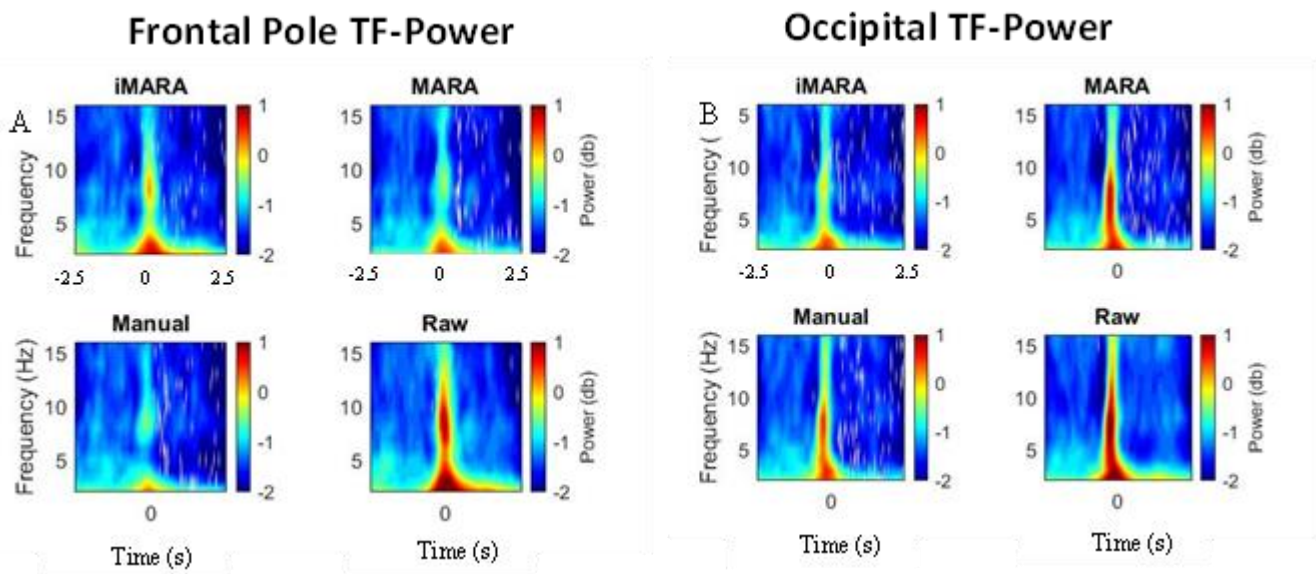 Frontal Pole TF-Power
Occipital TF-Power
A
iMARA
Frequency
15
10
5
-2.5 0 2.5
1
0
-1
-2
MARA
15
10
5
-2.5 0 2.5
1
0
-1
-2
Power (db)
Manual
Frequency (Hz)
15
10
5
0
Time (s)
1
0
-1
-2
Raw
15
10
5
0
Time (s)
1
0
-1
-2
Power (db)
B
iMARA
Frequency (
5
10
5
-2.5 0 2.5
1
0
-1
2
MARA
15
10
5
0
1
0
-1
-2
Power (db)
Manual
Frequency (Hz)
15
10
5
0
Time (s)
1
0
-1
-2
Raw
15
10
5
0
Time (s)
1
0
-1
-2
Power (db)